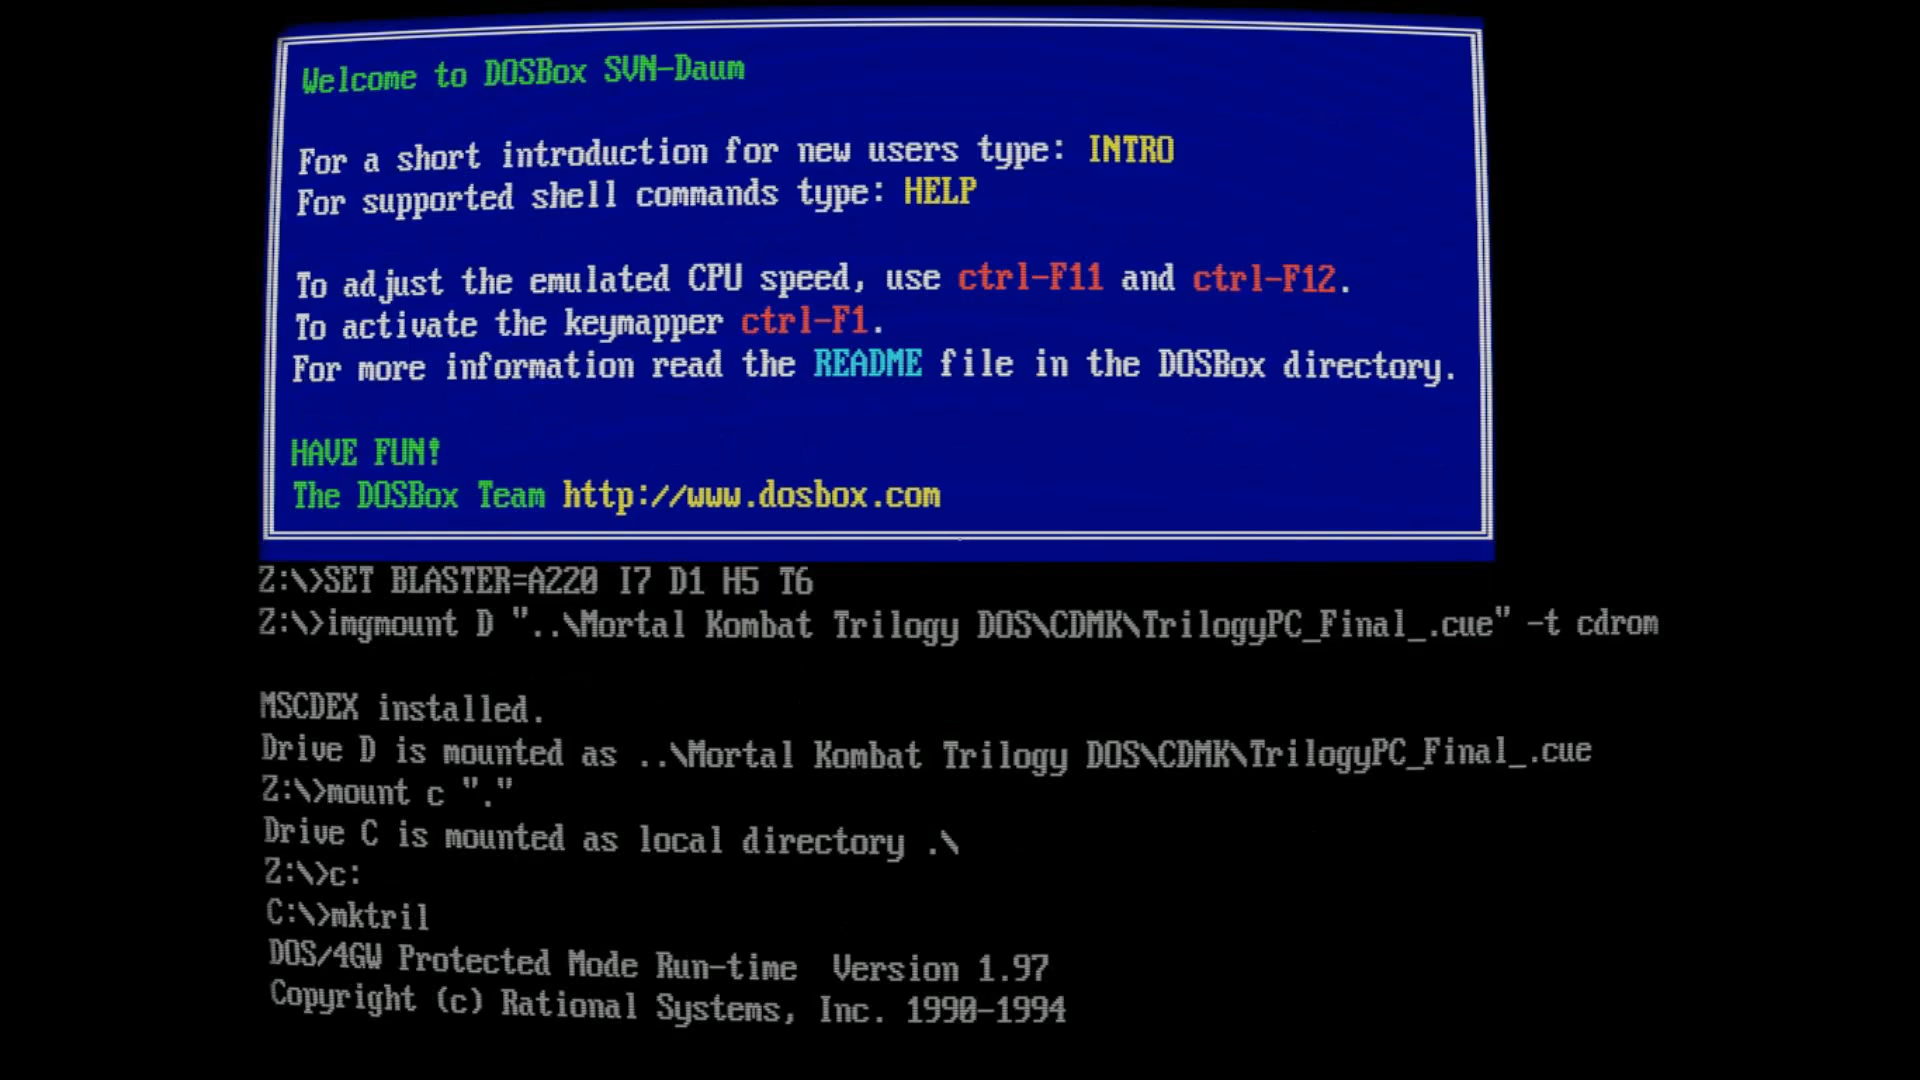 Welcome to DOSBox SVN-Daum
For a short introduction for new users type: INTRO
For supported shell commands type: HELP
To adjust the emulated CPU speed, use ctrl-F11 and ctrl-F12.
To activate the keymapper ctrl-F1.
For more information read the README file in the DOSBox directory.
HAVE FUN!
The DOSBox Team http://www.dosbox.com
Z:\>SET BLASTER=A220 I7 D1 H5 T6
Z:\>imgmount D "..\Mortal Kombat Trilogy DOS\CDMK\TrilogyPC_Final_.cue" -t cdrom
MSCDEX installed.
Drive D is mounted as ..\Mortal Kombat Trilogy DOS\CDMK\TrilogyPC_Final_.cue
Z:\>mount c "."
Drive C is mounted as local directory .\
Z:\>c:
C:\>mktril
DOS/4GW Protected Mode Run-time  Version 1.97
Copyright (c) Rational Systems, Inc. 1990-1994